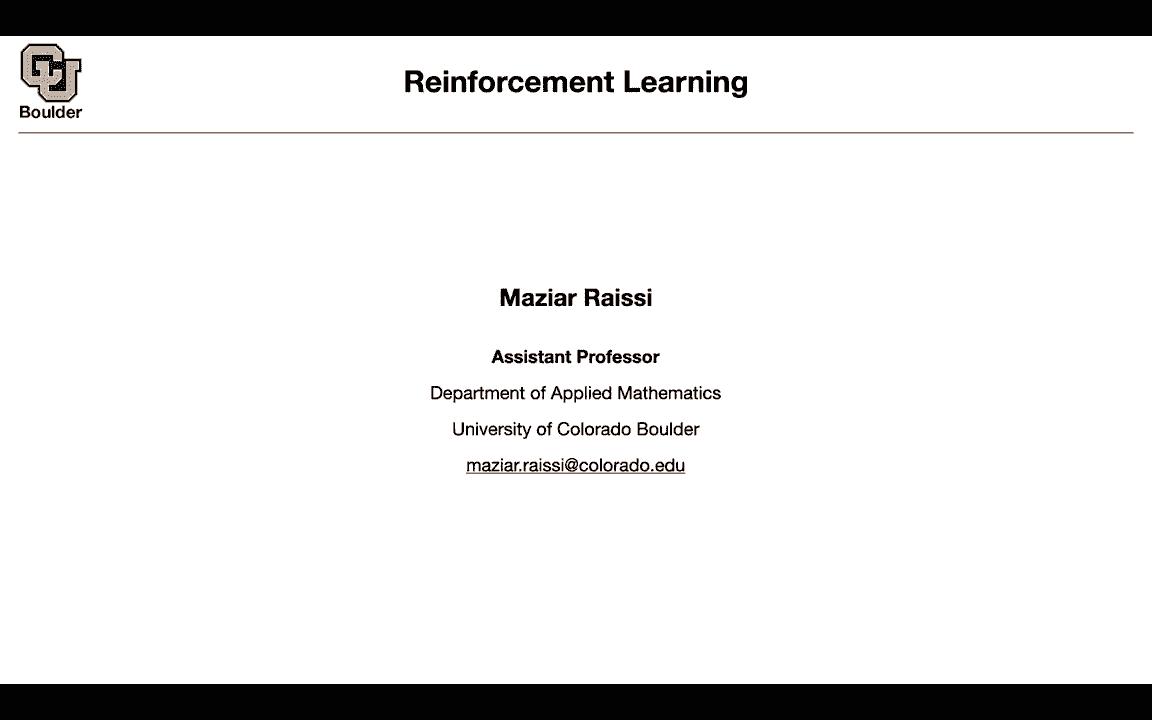 CU
Boulder
Reinforcement Learning
Maziar Raissi
Assistant Professor
Department of Applied Mathematics
University of Colorado Boulder
maziar.raissi@colorado.edu